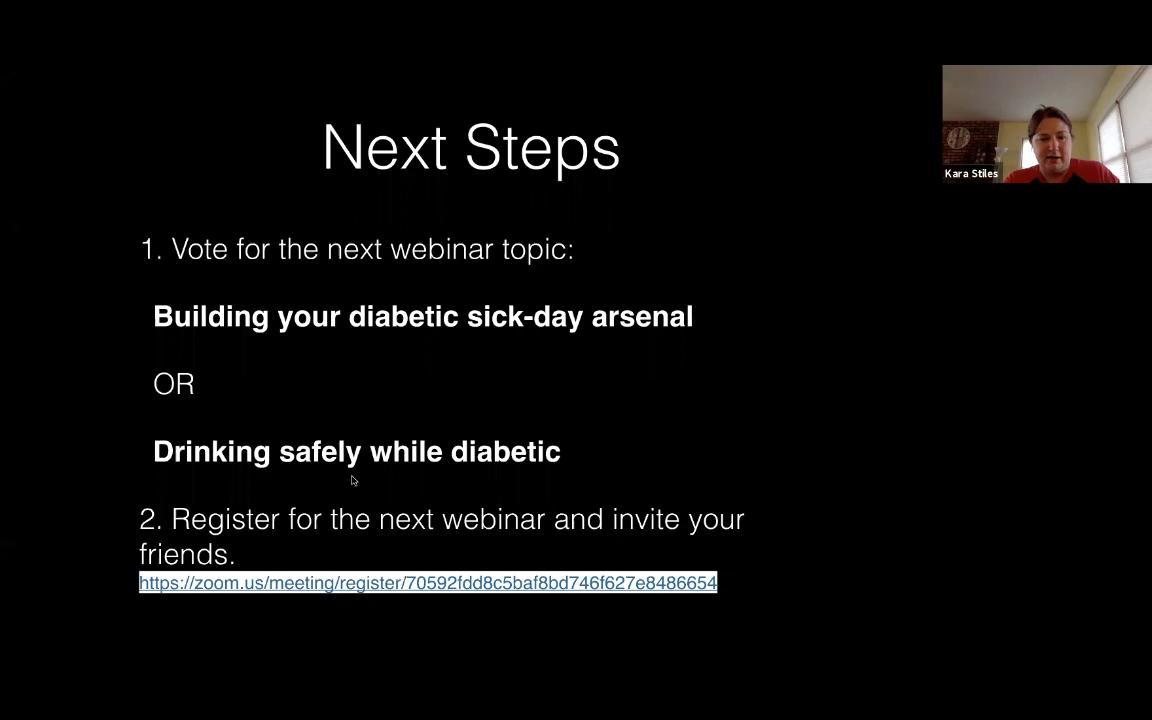 Next Steps
Kara Stiles
1. Vote for the next webinar topic:
Building your diabetic sick-day arsenal
OR
Drinking safely while diabetic
2. Register for the next webinar and invite your
friends.
https://zoom.us/meeting/register/70592fdd8c5baf8bd746f627e8486654